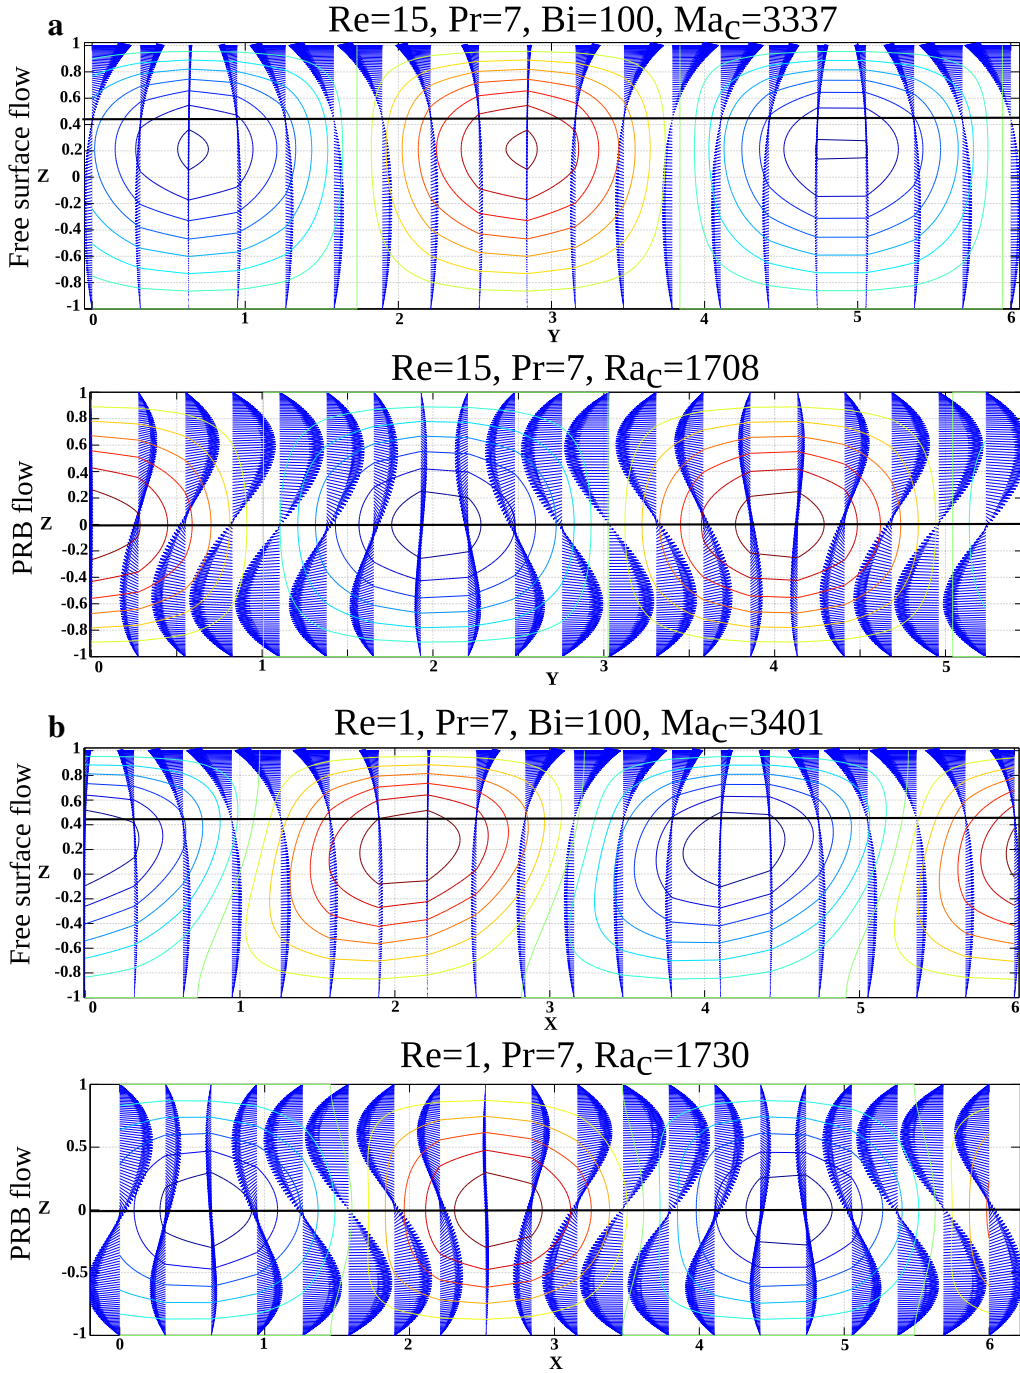 a
Re=15, Pr=7, Bi=100, Mac=3337
Free surface flow
Z
1
0.8
0.6
0.4
0.2
0
-0.2
-0.4
-0.6
-0.8
-1
0 1 2 3 4 5 6
Y
Re=15, Pr=7, Rac=1708
PRB flow
Z
1
0.8
0.6
0.4
0.2
0
-0.2
-0.4
-0.6
-0.8
-1
0 1 2 3 4 5
Y
b
Re=1, Pr=7, Bi=100, Mac=3401
Free surface flow
Z
1
0.8
0.6
0.4
0.2
0
-0.2
-0.4
-0.6
-0.8
-1
0 1 2 3 4 5 6
X
Re=1, Pr=7, Rac=1730
PRB flow
Z
1
0.5
0
-0.5
-1
0 1 2 3 4 5 6
X